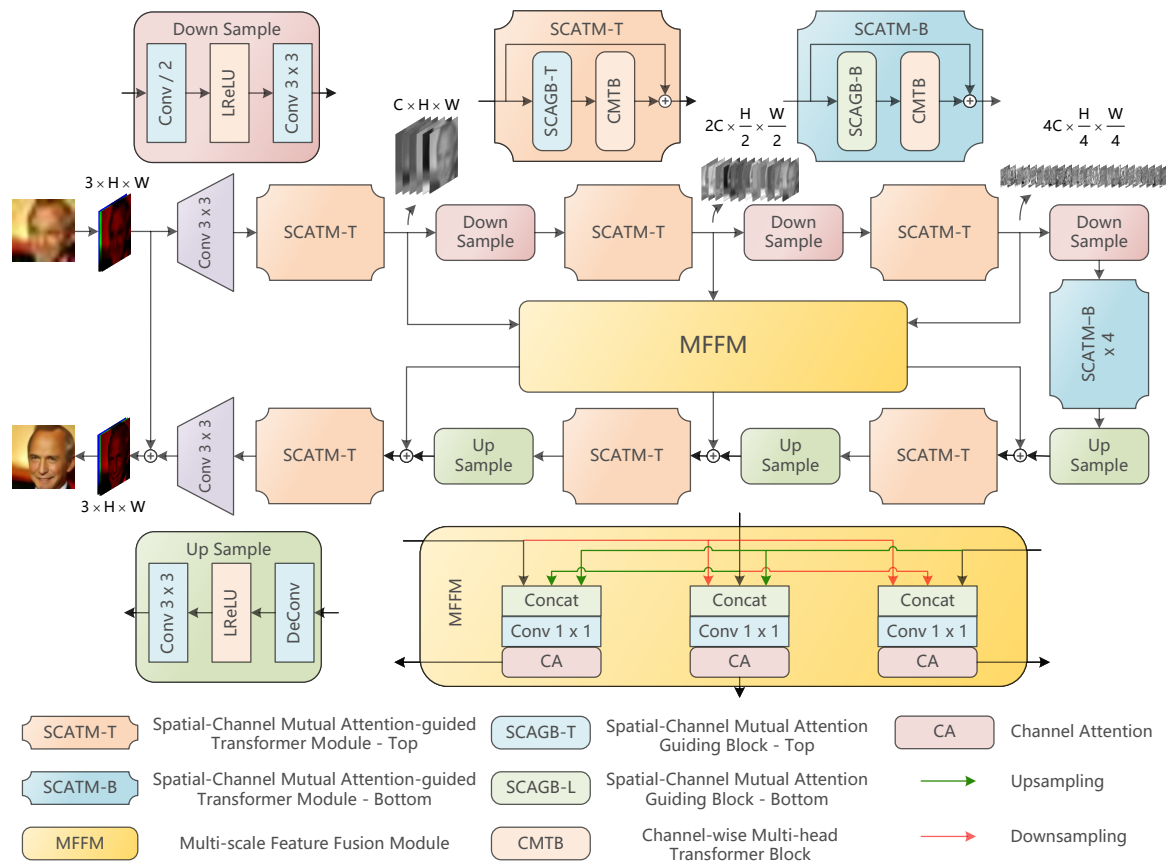 Down Sample
Conv / 2
LReLU
Conv 3 x 3
SCATM-T
SCAGB-T
CMTB
+
SCATM-B
SCAGB-B
CMTB
+
C × H × W
2C × H/2 × W/2
4C × H/4 × W/4
3 × H × W
Conv 3 x 3
SCATM-T
Down
Sample
SCATM-T
Down
Sample
SCATM-T
Down
Sample
MFFM
SCATM-B
x 4
3 × H × W
+
Conv 3 x 3
SCATM-T
+
Up
Sample
SCATM-T
+
Up
Sample
SCATM-T
+
Up
Sample
Up Sample
Conv 3 x 3
LReLU
DeConv
MFFM
Concat
Conv 1 x 1
CA
Concat
Conv 1 x 1
CA
Concat
Conv 1 x 1
CA
SCATM-T
Spatial-Channel Mutual Attention-guided
Transformer Module - Top
SCAGB-T
Spatial-Channel Mutual Attention
Guiding Block - Top
CA
Channel Attention
SCATM-B
Spatial-Channel Mutual Attention-guided
Transformer Module - Bottom
SCAGB-L
Spatial-Channel Mutual Attention
Guiding Block - Bottom
Upsampling
MFFM
Multi-scale Feature Fusion Module
CMTB
Channel-wise Multi-head
Transformer Block
Downsampling